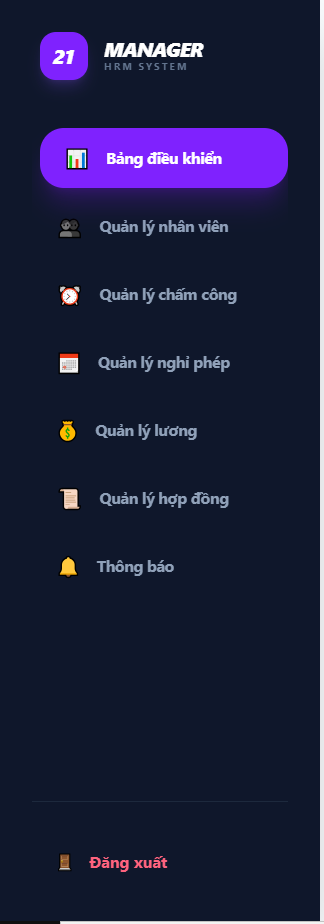 21
MANAGER
HRM SYSTEM
Bảng điều khiển
Quản lý nhân viên
Quản lý chấm công
Quản lý nghỉ phép
Quản lý lương
Quản lý hợp đồng
Thông báo
Đăng xuất